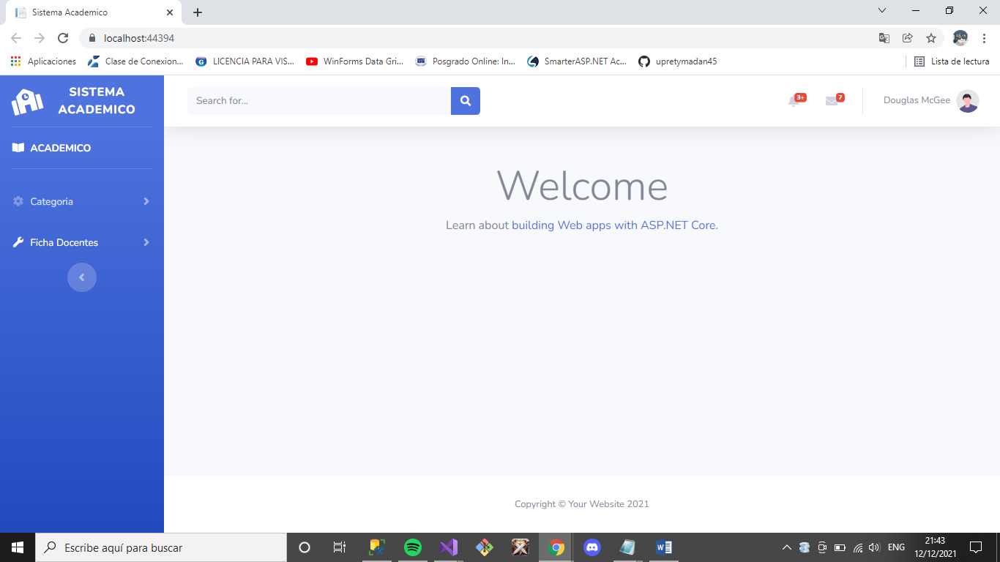 Sistema Academico
localhost:44394
Aplicaciones
Clase de Conexion...
LICENCIA PARA VIS...
WinForms Data Gri...
Posgrado Online: In...
SmarterASP.NET Ac...
upretymadan45
Lista de lectura
SISTEMA
ACADEMICO
Search for...
3+
7
Douglas McGee
ACADEMICO
Categoria
Ficha Docentes
Welcome
Learn about building Web apps with ASP.NET Core.
Copyright © Your Website 2021
Escribe aquí para buscar
ENG
21:43
12/12/2021